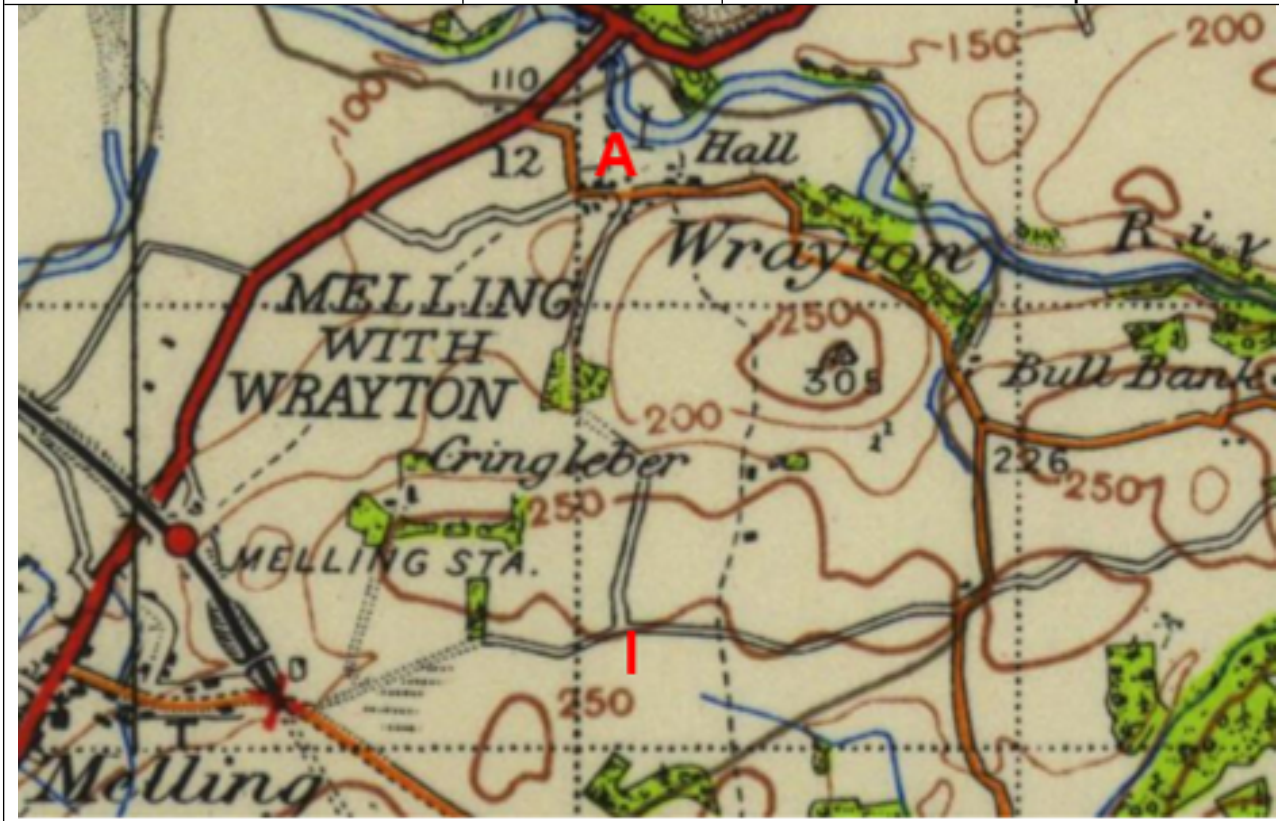 150
200
110
100
12
A
Hall
Wrayton
Riv
MELLING
WITH
WRAYTON
250
305
Bull Bank
200
Cringleber
226
250
250
MELLING STA.
I
250
T
Melling